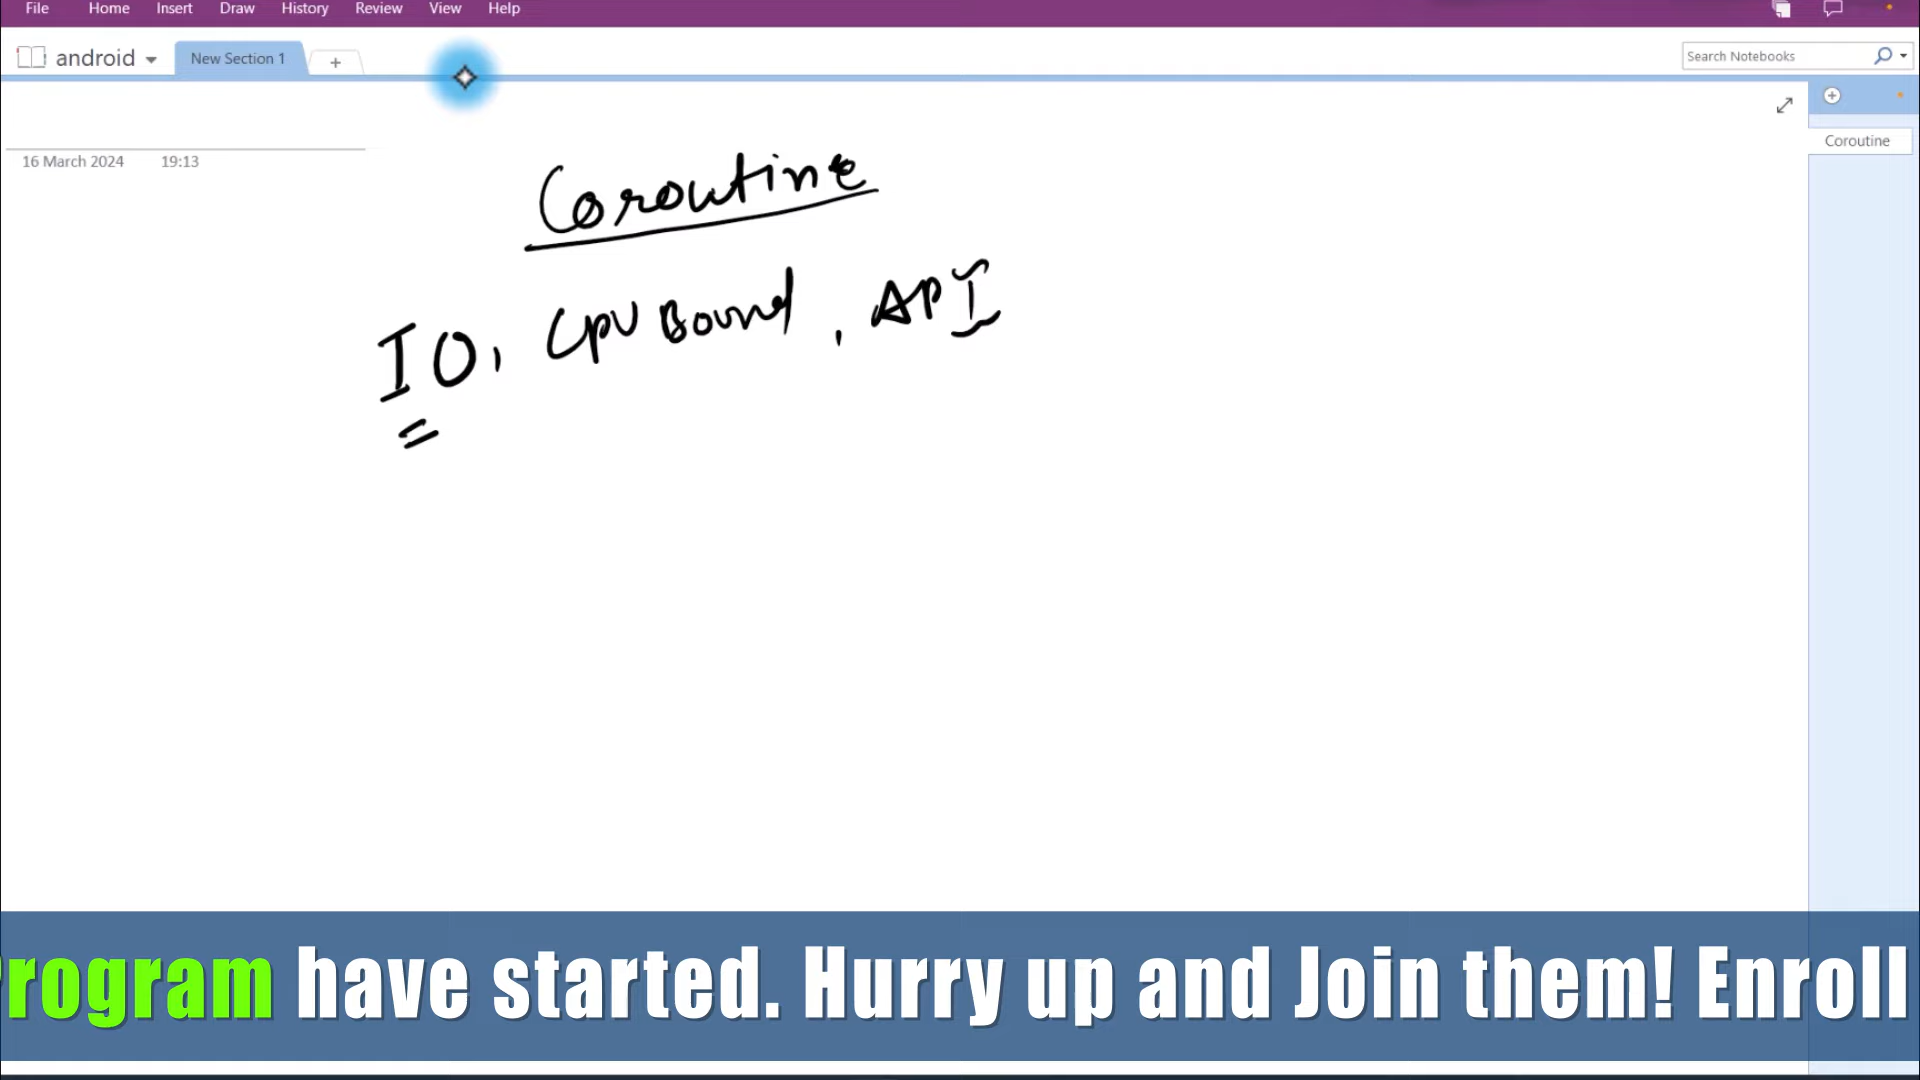 File Home Insert Draw History Review View Help
android New Section 1 + Search Notebooks
Coroutine
16 March 2024 19:13
Coroutine
IO, CPU Bound, API
rogram have started. Hurry up and Join them! Enroll